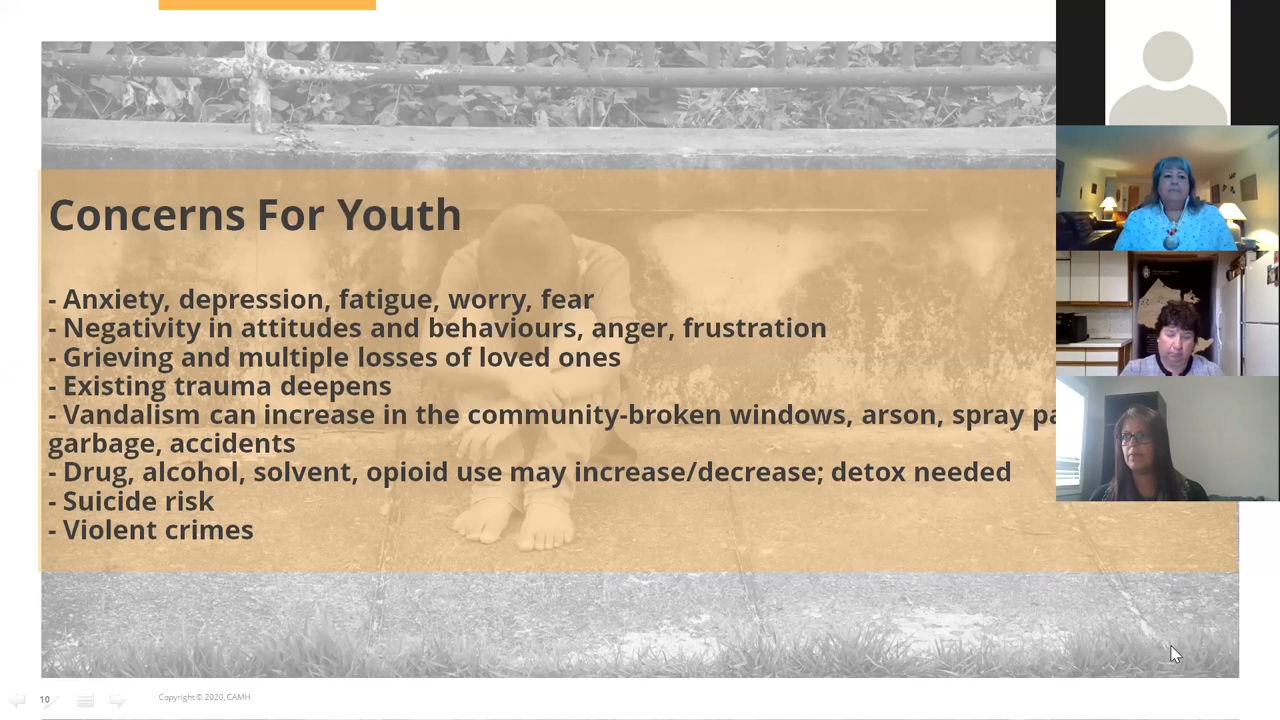 Concerns For Youth
- Anxiety, depression, fatigue, worry, fear
- Negativity in attitudes and behaviours, anger, frustration
- Grieving and multiple losses of loved ones
- Existing trauma deepens
- Vandalism can increase in the community-broken windows, arson, spray
garbage, accidents
- Drug, alcohol, solvent, opioid use may increase/decrease; detox needed
- Suicide risk
- Violent crimes
10
Copyright © 2020, CAMH